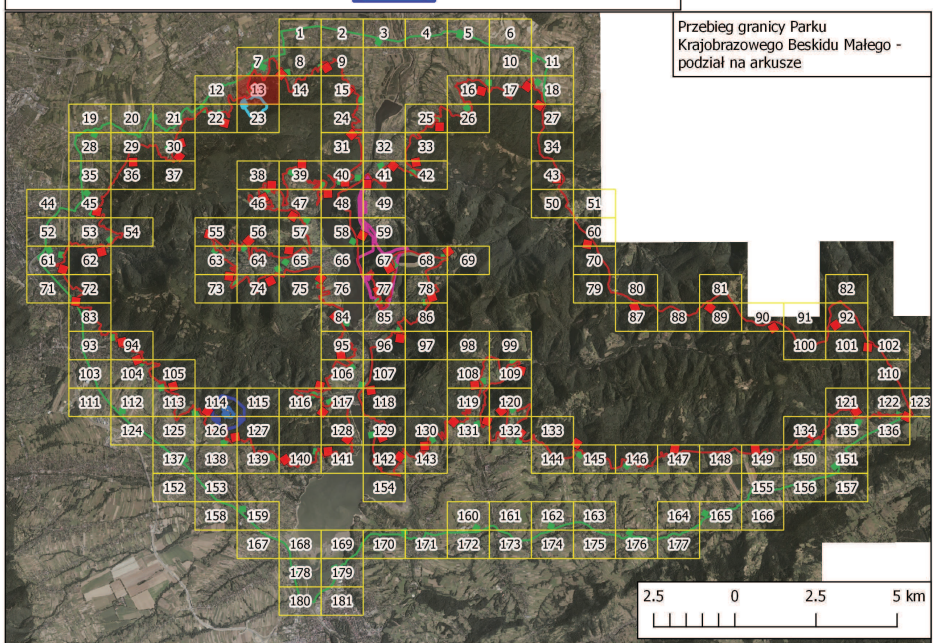 Przebieg granicy Parku
Krajobrazowego Beskidu Małego -
podział na arkusze
1 2 3 4 5 6
7 8 9 10 11
12 13 14 15 16 17 18
19 20 21 22 23 24 25 26 27
28 29 30 31 32 33 34
35 36 37 38 39 40 41 42 43
44 45 46 47 48 49 50 51
52 53 54 55 56 57 58 59 60
61 62 63 64 65 66 67 68 69 70
71 72 73 74 75 76 77 78 79 80 81 82
83 84 85 86 87 88 89 90 91 92
93 94 95 96 97 98 99 100 101 102
103 104 105 106 107 108 109 110
111 112 113 114 115 116 117 118 119 120 121 122 123
124 125 126 127 128 129 130 131 132 133 134 135 136
137 138 139 140 141 142 143 144 145 146 147 148 149 150 151
152 153 154 155 156 157
158 159 160 161 162 163 164 165 166
167 168 169 170 171 172 173 174 175 176 177
178 179
180 181
2.5 0 2.5 5 km